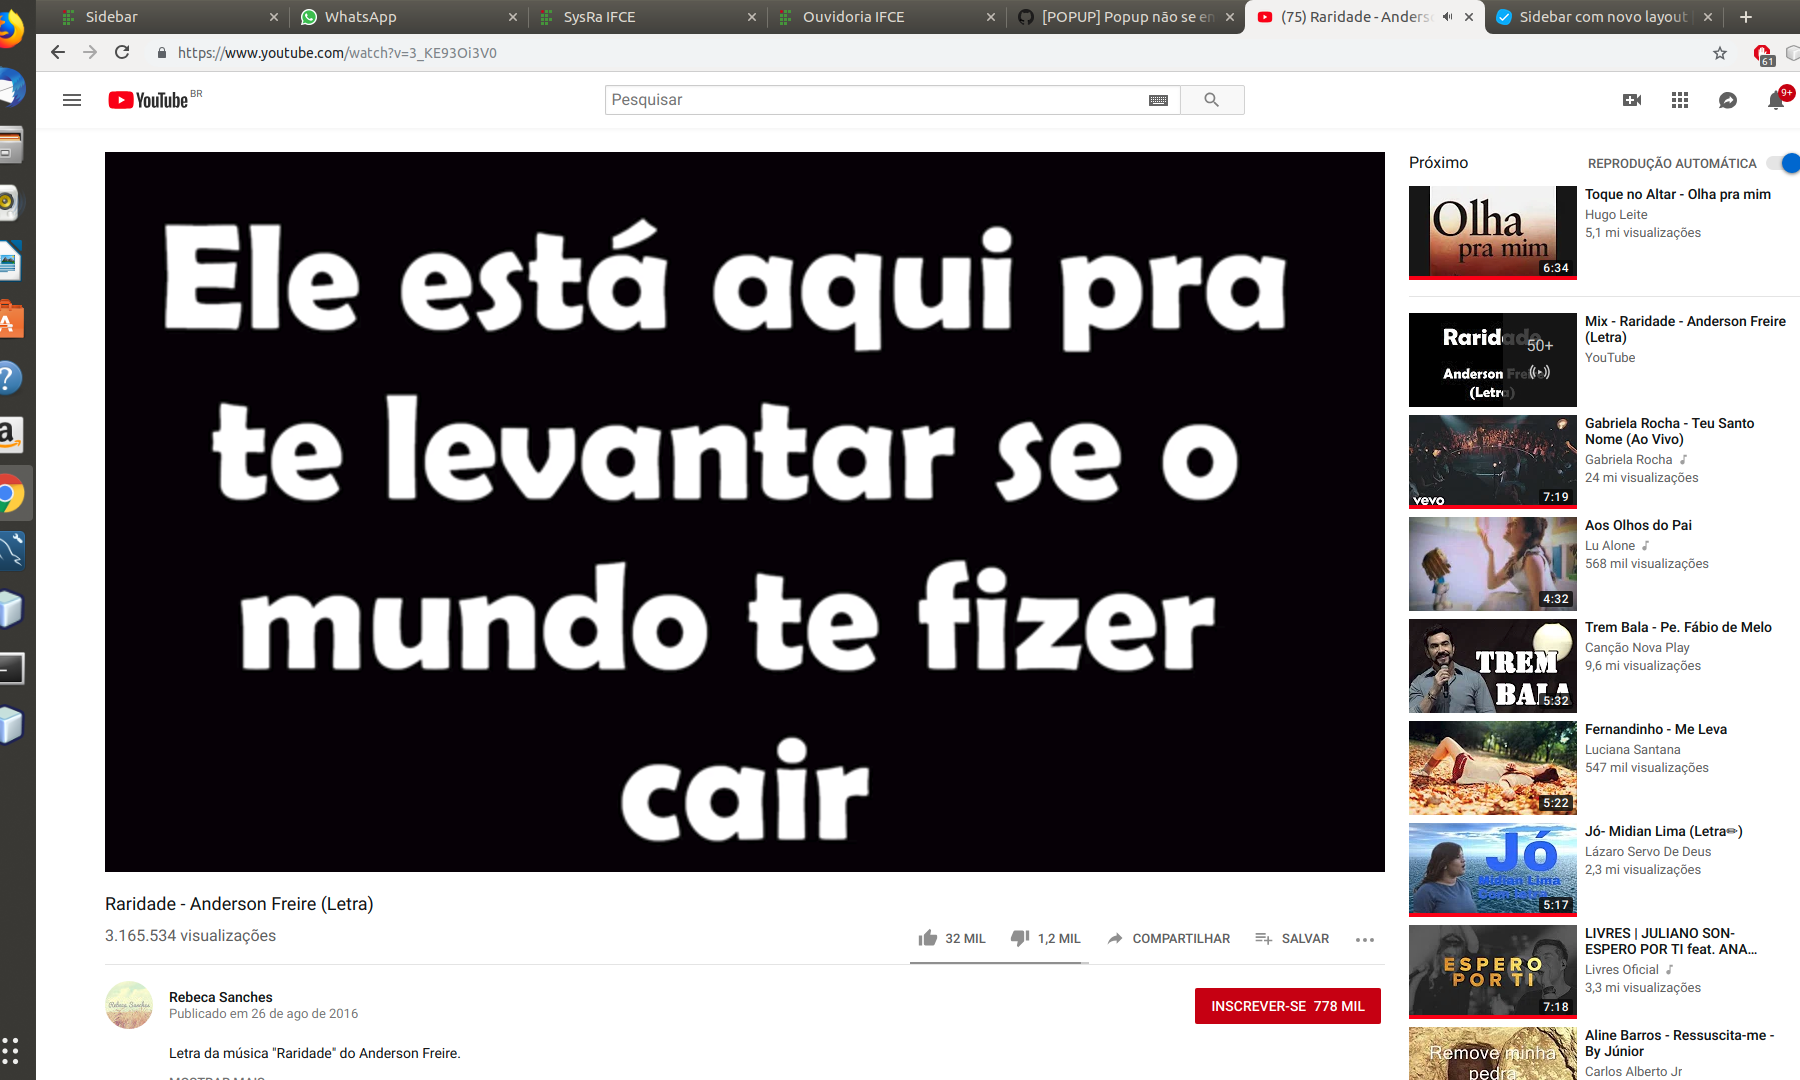 Sidebar
WhatsApp
SysRa IFCE
Ouvidoria IFCE
[POPUP] Popup não se en
(75) Raridade - Anderso
Sidebar com novo layout
https://www.youtube.com/watch?v=3_KE93Oi3V0
61
YouTube BR
Pesquisar
9+
Ele está aqui pra
te levantar se o
mundo te fizer
cair
Raridade - Anderson Freire (Letra)
3.165.534 visualizações
32 MIL
1,2 MIL
COMPARTILHAR
SALVAR
Rebeca Sanches
Rebeca Sanches
Publicado em 26 de ago de 2016
INSCREVER-SE 778 MIL
Letra da música "Raridade" do Anderson Freire.
MOSTRAR MAIS
Próximo
REPRODUÇÃO AUTOMÁTICA
Olha
pra mim
6:34
Toque no Altar - Olha pra mim
Hugo Leite
5,1 mi visualizações
Raridade
Anderson Freire
(Letra)
50+
Mix - Raridade - Anderson Freire
(Letra)
YouTube
vevo
7:19
Gabriela Rocha - Teu Santo
Nome (Ao Vivo)
Gabriela Rocha
24 mi visualizações
4:32
Aos Olhos do Pai
Lu Alone
568 mil visualizações
TREM
BALA
5:32
Trem Bala - Pe. Fábio de Melo
Canção Nova Play
9,6 mi visualizações
5:22
Fernandinho - Me Leva
Luciana Santana
547 mil visualizações
Jó
Midian Lima
5:17
Jó- Midian Lima (Letra✏)
Lázaro Servo De Deus
2,3 mi visualizações
ESPERO
POR TI
7:18
LIVRES | JULIANO SON-
ESPERO POR TI feat. ANA...
Livres Oficial
3,3 mi visualizações
Remove minha
pedra
Aline Barros - Ressuscita-me -
By Júnior
Carlos Alberto Jr